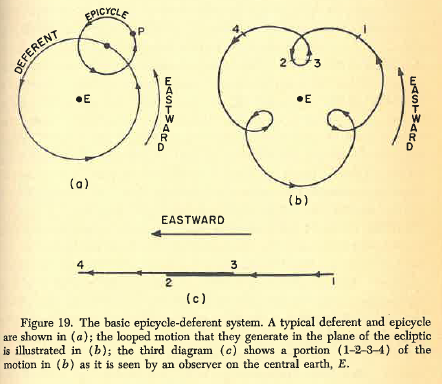 EPICYCLE
P
DEFERENT
E
EASTWARD
(a)
4
1
2
3
E
EASTWARD
(b)
EASTWARD
4
3
2
1
(c)
Figure 19. The basic epicycle-deferent system. A typical deferent and epicycle
are shown in (a); the looped motion that they generate in the plane of the ecliptic
is illustrated in (b); the third diagram (c) shows a portion (1-2-3-4) of the
motion in (b) as it is seen by an observer on the central earth, E.